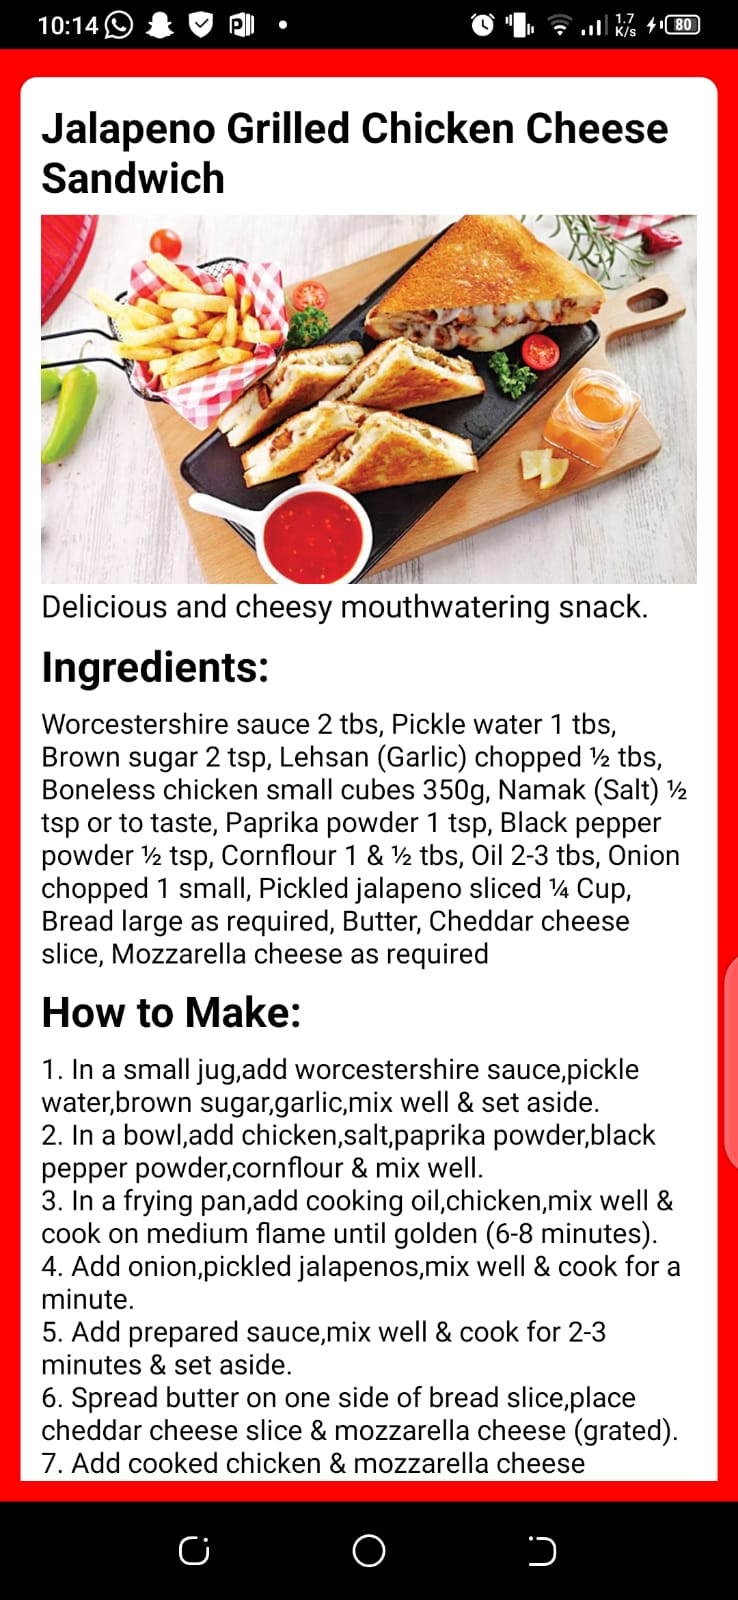 10:14
1.7
K/s
80
Jalapeno Grilled Chicken Cheese
Sandwich
Delicious and cheesy mouthwatering snack.
Ingredients:
Worcestershire sauce 2 tbs, Pickle water 1 tbs,
Brown sugar 2 tsp, Lehsan (Garlic) chopped ½ tbs,
Boneless chicken small cubes 350g, Namak (Salt) ½
tsp or to taste, Paprika powder 1 tsp, Black pepper
powder ½ tsp, Cornflour 1 & ½ tbs, Oil 2-3 tbs, Onion
chopped 1 small, Pickled jalapeno sliced ¼ Cup,
Bread large as required, Butter, Cheddar cheese
slice, Mozzarella cheese as required
How to Make:
1. In a small jug,add worcestershire sauce,pickle
water,brown sugar,garlic,mix well & set aside.
2. In a bowl,add chicken,salt,paprika powder,black
pepper powder,cornflour & mix well.
3. In a frying pan,add cooking oil,chicken,mix well &
cook on medium flame until golden (6-8 minutes).
4. Add onion,pickled jalapenos,mix well & cook for a
minute.
5. Add prepared sauce,mix well & cook for 2-3
minutes & set aside.
6. Spread butter on one side of bread slice,place
cheddar cheese slice & mozzarella cheese (grated).
7. Add cooked chicken & mozzarella cheese